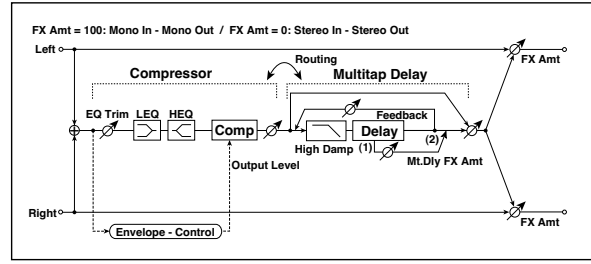 FX Amt = 100: Mono In - Mono Out / FX Amt = 0: Stereo In - Stereo Out
Left
FX Amt
Routing
Compressor
Multitap Delay
EQ Trim
LEQ
HEQ
Comp
Feedback
High Damp
Delay
(1)
(2)
Mt.Dly FX Amt
Output Level
Right
FX Amt
Envelope - Control